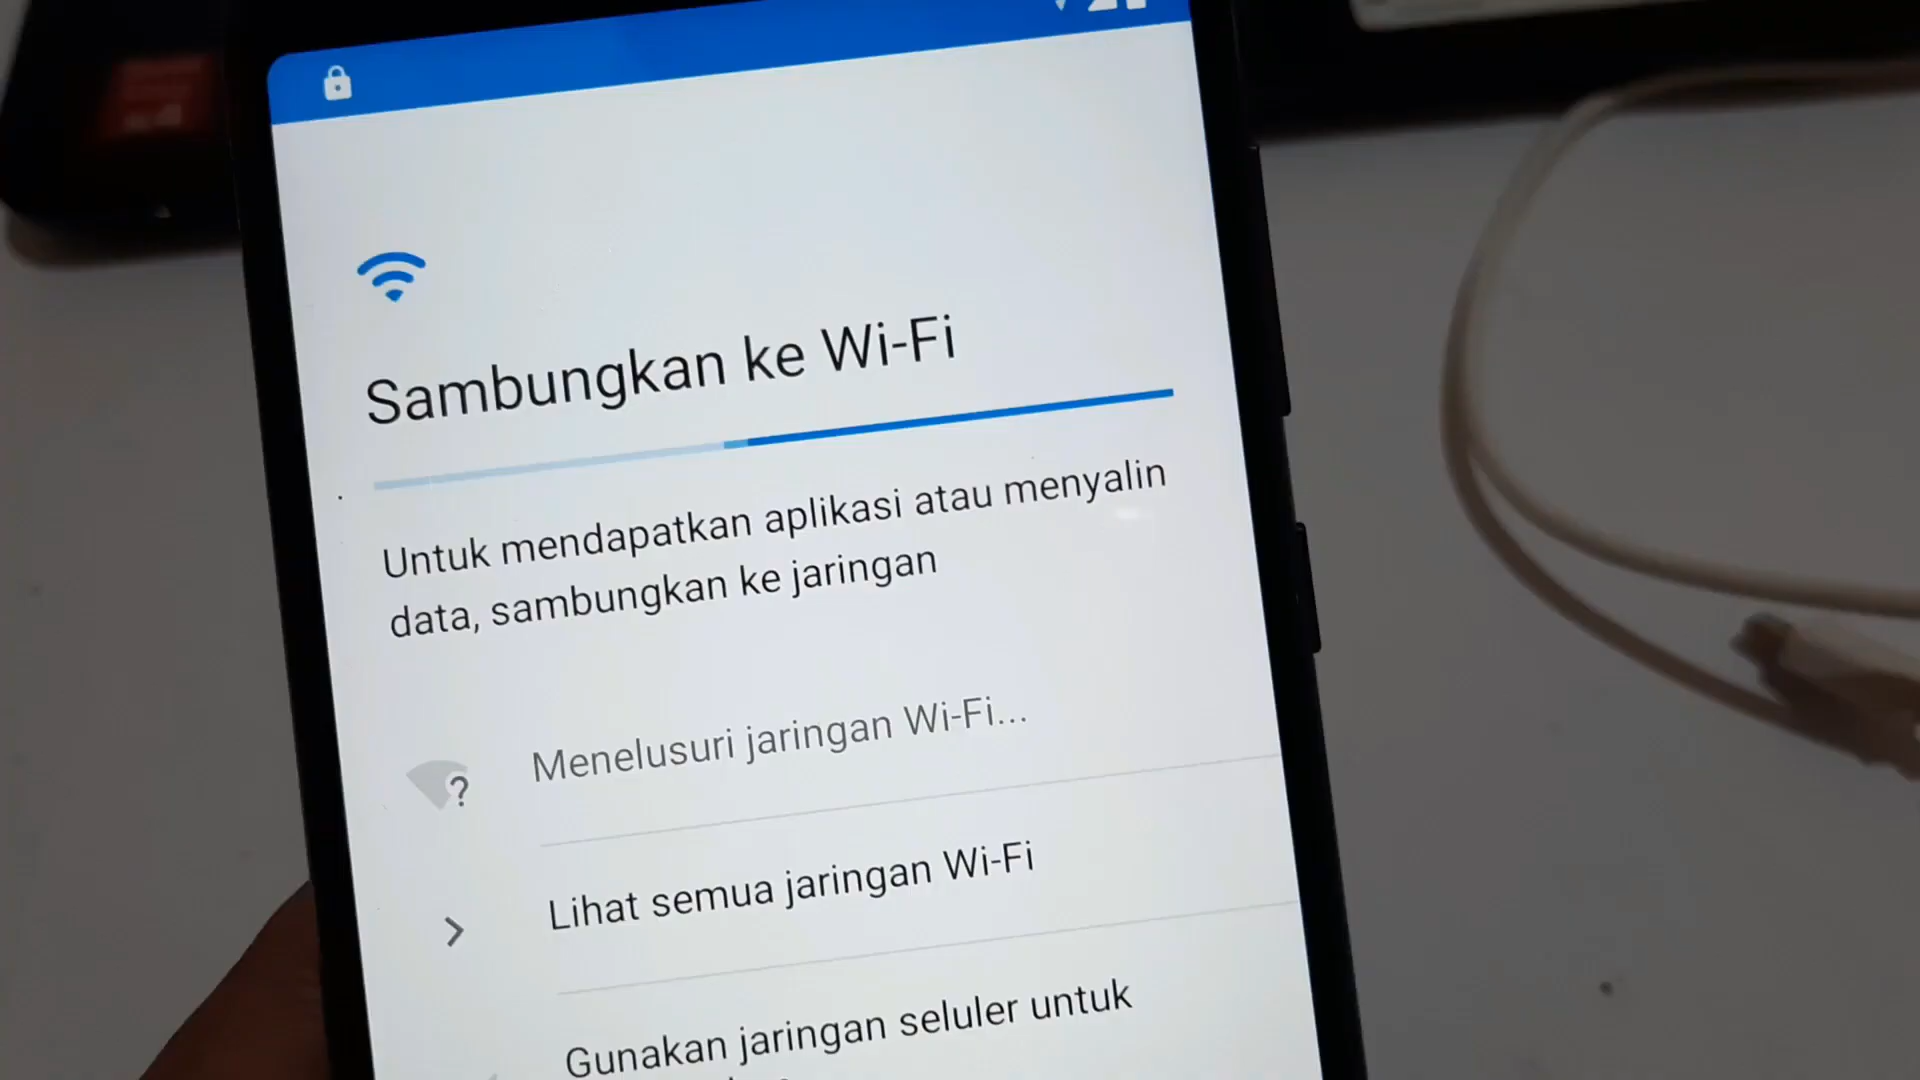 Sambungkan ke Wi-Fi
Untuk mendapatkan aplikasi atau menyalin
data, sambungkan ke jaringan
?
Menelusuri jaringan Wi-Fi...
Lihat semua jaringan Wi-Fi
Gunakan jaringan seluler untuk